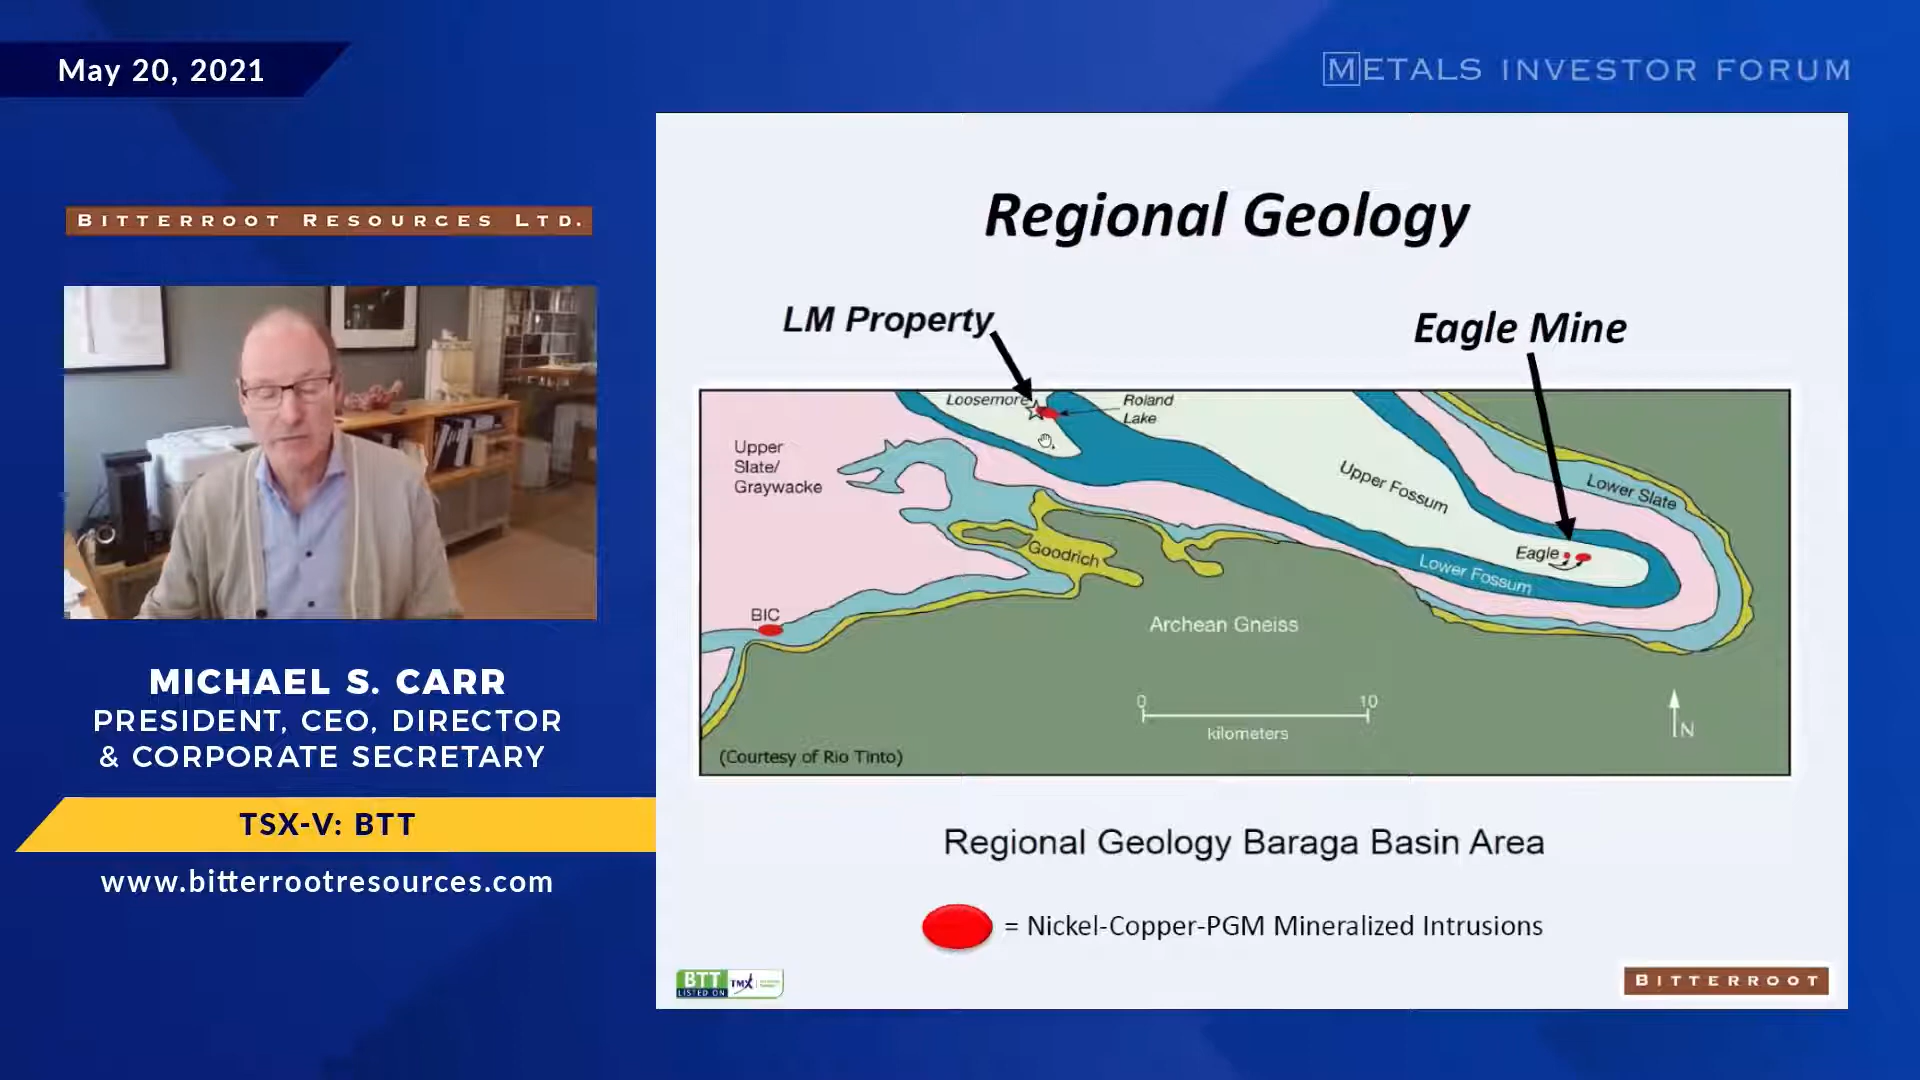 May 20, 2021
METALS INVESTOR FORUM
BITTERROOT RESOURCES LTD.
MICHAEL S. CARR
PRESIDENT, CEO, DIRECTOR
& CORPORATE SECRETARY
TSX-V: BTT
www.bitterrootresources.com
Regional Geology
LM Property
Eagle Mine
Loosemore
Roland
Lake
Upper
Slate/
Graywacke
Upper Fossum
Lower Slate
Goodrich
Eagle
Lower Fossum
BIC
Archean Gneiss
0 10
kilometers
N
(Courtesy of Rio Tinto)
Regional Geology Baraga Basin Area
= Nickel-Copper-PGM Mineralized Intrusions
BTT
LISTED ON
TMX
BITTERROOT